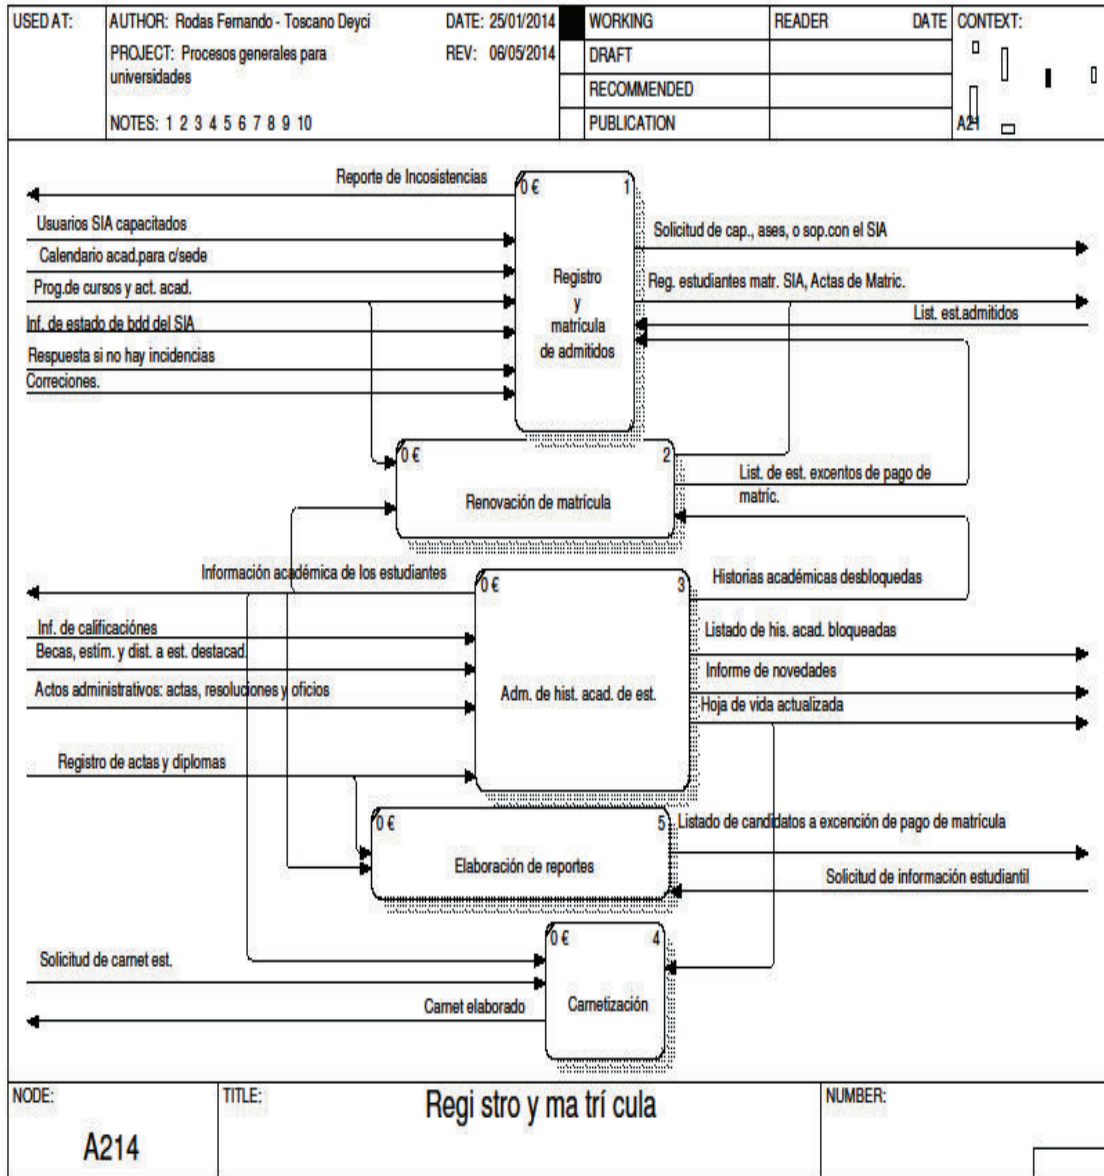 USED AT:
AUTHOR: Rodas Fernando - Toscano Deyci
DATE: 25/01/2014
PROJECT: Procesos generales para
universidades
REV: 06/05/2014
NOTES: 1 2 3 4 5 6 7 8 9 10
WORKING
DRAFT
RECOMMENDED
PUBLICATION
READER
DATE
CONTEXT:
A21
Reporte de Incosistencias
Usuarios SIA capacitados
Calendario acad.para c/sede
Prog.de cursos y act. acad.
Inf. de estado de bdd del SIA
Respuesta si no hay incidencias
Correciones.
0 €
1
Registro
y
matrícula
de admitidos
Solicitud de cap., ases, o sop.con el SIA
Reg. estudiantes matr. SIA, Actas de Matric.
List. est.admitidos
0 €
2
Renovación de matrícula
List. de est. excentos de pago de
matríc.
Información académica de los estudiantes
Inf. de calificaciónes
Becas, estím. y dist. a est. destacad.
Actos administrativos: actas, resoluciones y oficios
Registro de actas y diplomas
0 €
3
Adm. de hist. acad. de est.
Historias académicas desbloquedas
Listado de his. acad. bloqueadas
Informe de novedades
Hoja de vida actualizada
0 €
5
Elaboración de reportes
Listado de candidatos a excención de pago de matrícula
Solicitud de información estudiantil
0 €
4
Carnetización
Solicitud de carnet est.
Carnet elaborado
NODE:
A214
TITLE:
Regi stro y ma trí cula
NUMBER: